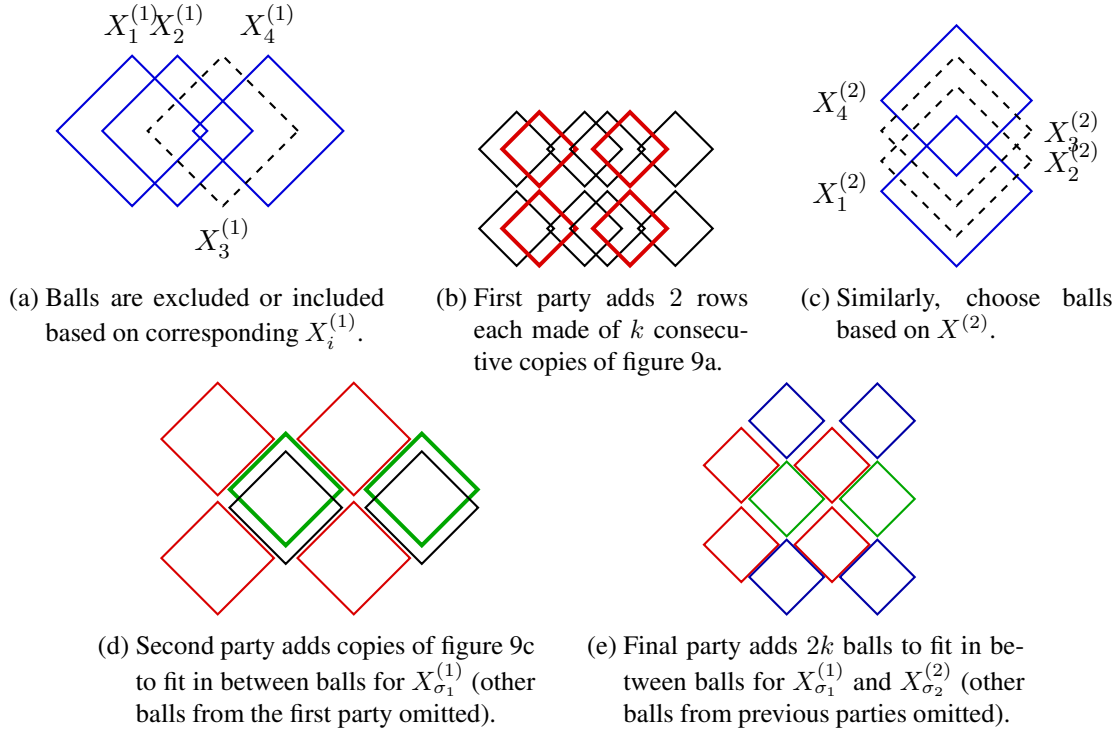 X_1^{(1)} X_2^{(1)} X_4^{(1)}
X_3^{(1)}
(a) Balls are excluded or included
based on corresponding X_i^{(1)}.
(b) First party adds 2 rows
each made of k consecu-
tive copies of figure 9a.
X_4^{(2)}
X_3^{(2)}
X_2^{(2)}
X_1^{(2)}
(c) Similarly, choose balls
based on X^{(2)}.
(d) Second party adds copies of figure 9c
to fit in between balls for X_{σ_1}^{(1)} (other
balls from the first party omitted).
(e) Final party adds 2k balls to fit in be-
tween balls for X_{σ_1}^{(1)} and X_{σ_2}^{(2)} (other
balls from previous parties omitted).